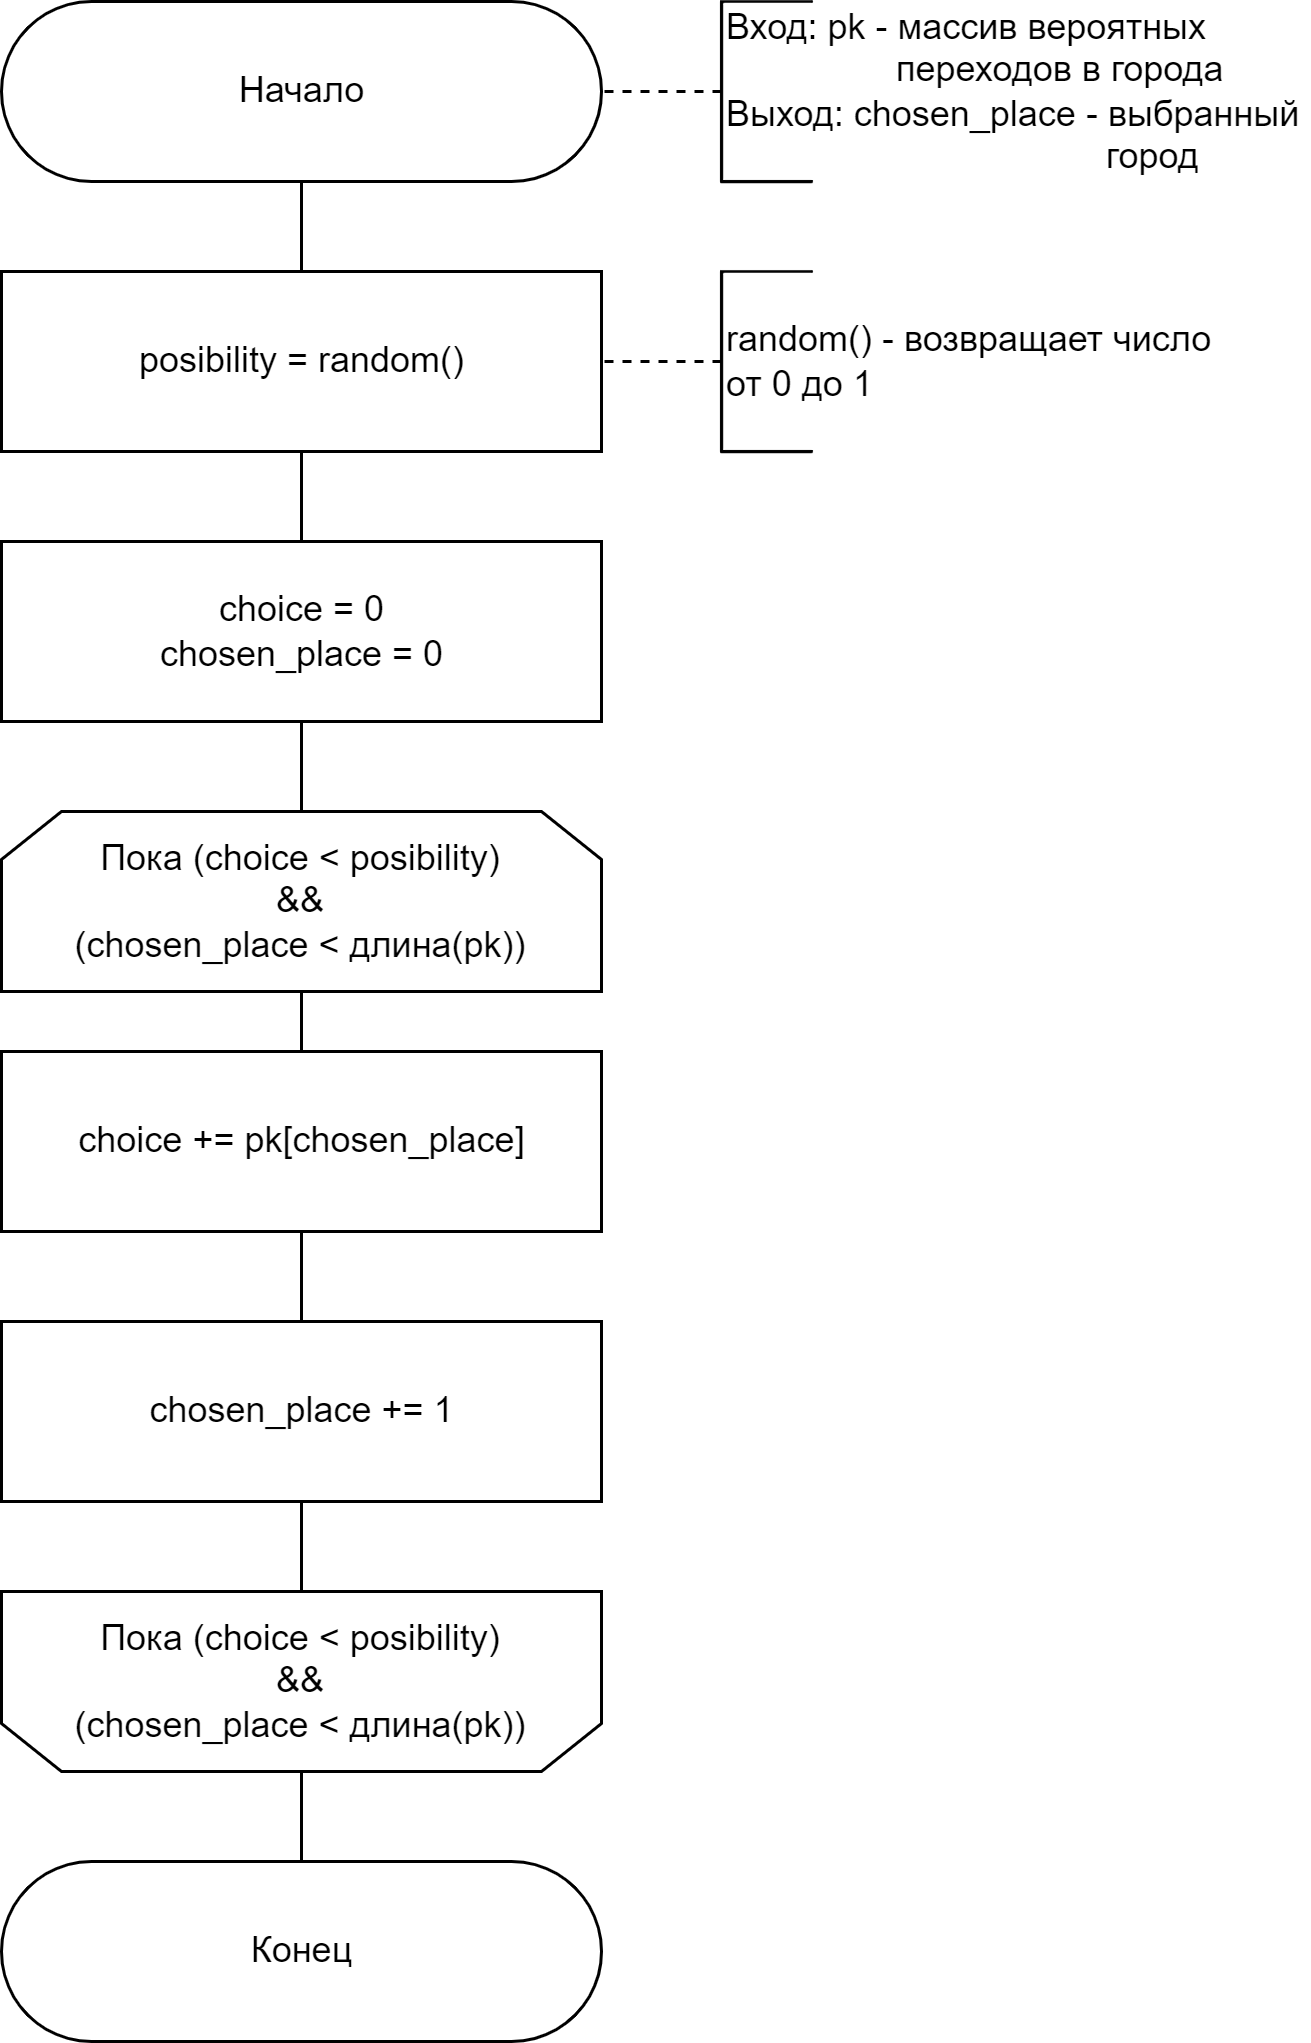 Начало
Вход: pk - массив вероятных
переходов в города
Выход: chosen_place - выбранный
город
posibility = random()
random() - возвращает число
от 0 до 1
choice = 0
chosen_place = 0
Пока (choice < posibility)
&&
(chosen_place < длина(pk))
choice += pk[chosen_place]
chosen_place += 1
Пока (choice < posibility)
&&
(chosen_place < длина(pk))
Конец